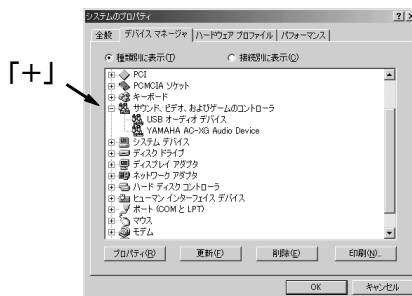 システムのプロパティ
全般 デバイス マネージャ ハードウェア プロファイル パフォーマンス
種類別に表示(T) 接続別に表示(C)
「+」
PCI
PCMCIA ソケット
キーボード
サウンド、ビデオ、およびゲームのコントローラ
USB オーディオ デバイス
YAMAHA AC-XG Audio Device
システム デバイス
ディスク ドライブ
ディスプレイ アダプタ
ネットワーク アダプタ
ハード ディスク コントローラ
ヒューマン インターフェイス デバイス
ポート (COM と LPT)
マウス
モデム
プロパティ(R) 更新(F) 削除(E) 印刷(N)...
OK キャンセル